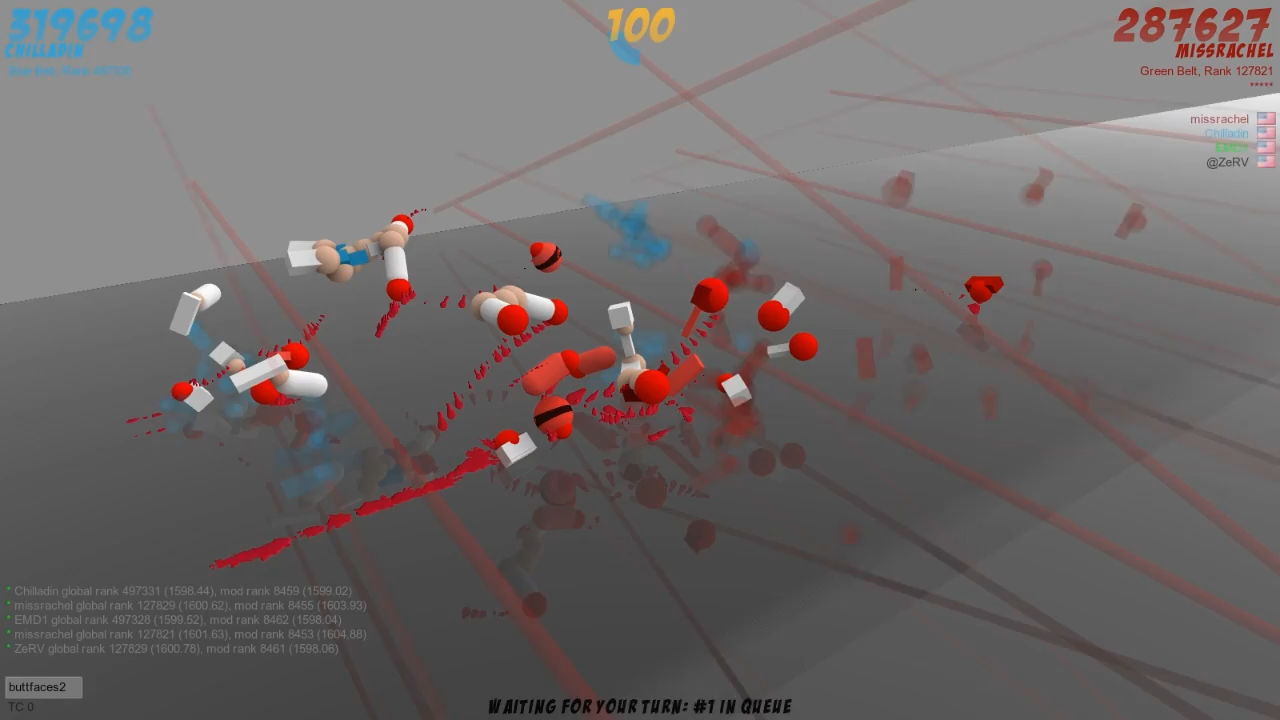 319698
CHILLADIN
100
287627
MISSRACHEL
Green Belt, Rank 127821
*****
missrachel
Chilladin
EMD1
@ZeRV
* Chilladin global rank 497331 (1598.44), mod rank 8459 (1599.02)
* missrachel global rank 127829 (1600.62), mod rank 8455 (1603.93)
* EMD1 global rank 497328 (1599.52), mod rank 8462 (1598.04)
* missrachel global rank 127821 (1601.63), mod rank 8453 (1604.88)
* ZeRV global rank 127829 (1600.78), mod rank 8461 (1598.06)
buttfaces2
TC 0
WAITING FOR YOUR TURN: #1 IN QUEUE